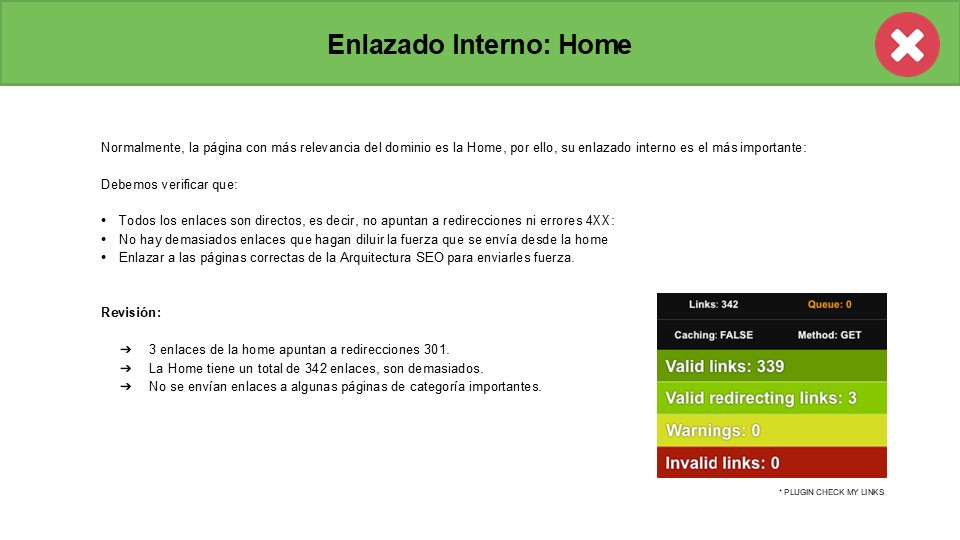 Enlazado Interno: Home
Normalmente, la página con más relevancia del dominio es la Home, por ello, su enlazado interno es el más importante:
Debemos verificar que:
• Todos los enlaces son directos, es decir, no apuntan a redirecciones ni errores 4XX:
• No hay demasiados enlaces que hagan diluir la fuerza que se envía desde la home
• Enlazar a las páginas correctas de la Arquitectura SEO para enviarles fuerza.
Revisión:
➔ 3 enlaces de la home apuntan a redirecciones 301.
➔ La Home tiene un total de 342 enlaces, son demasiados.
➔ No se envían enlaces a algunas páginas de categoría importantes.
Links: 342 Queue: 0
Caching: FALSE Method: GET
Valid links: 339
Valid redirecting links: 3
Warnings: 0
Invalid links: 0
* PLUGIN CHECK MY LINKS